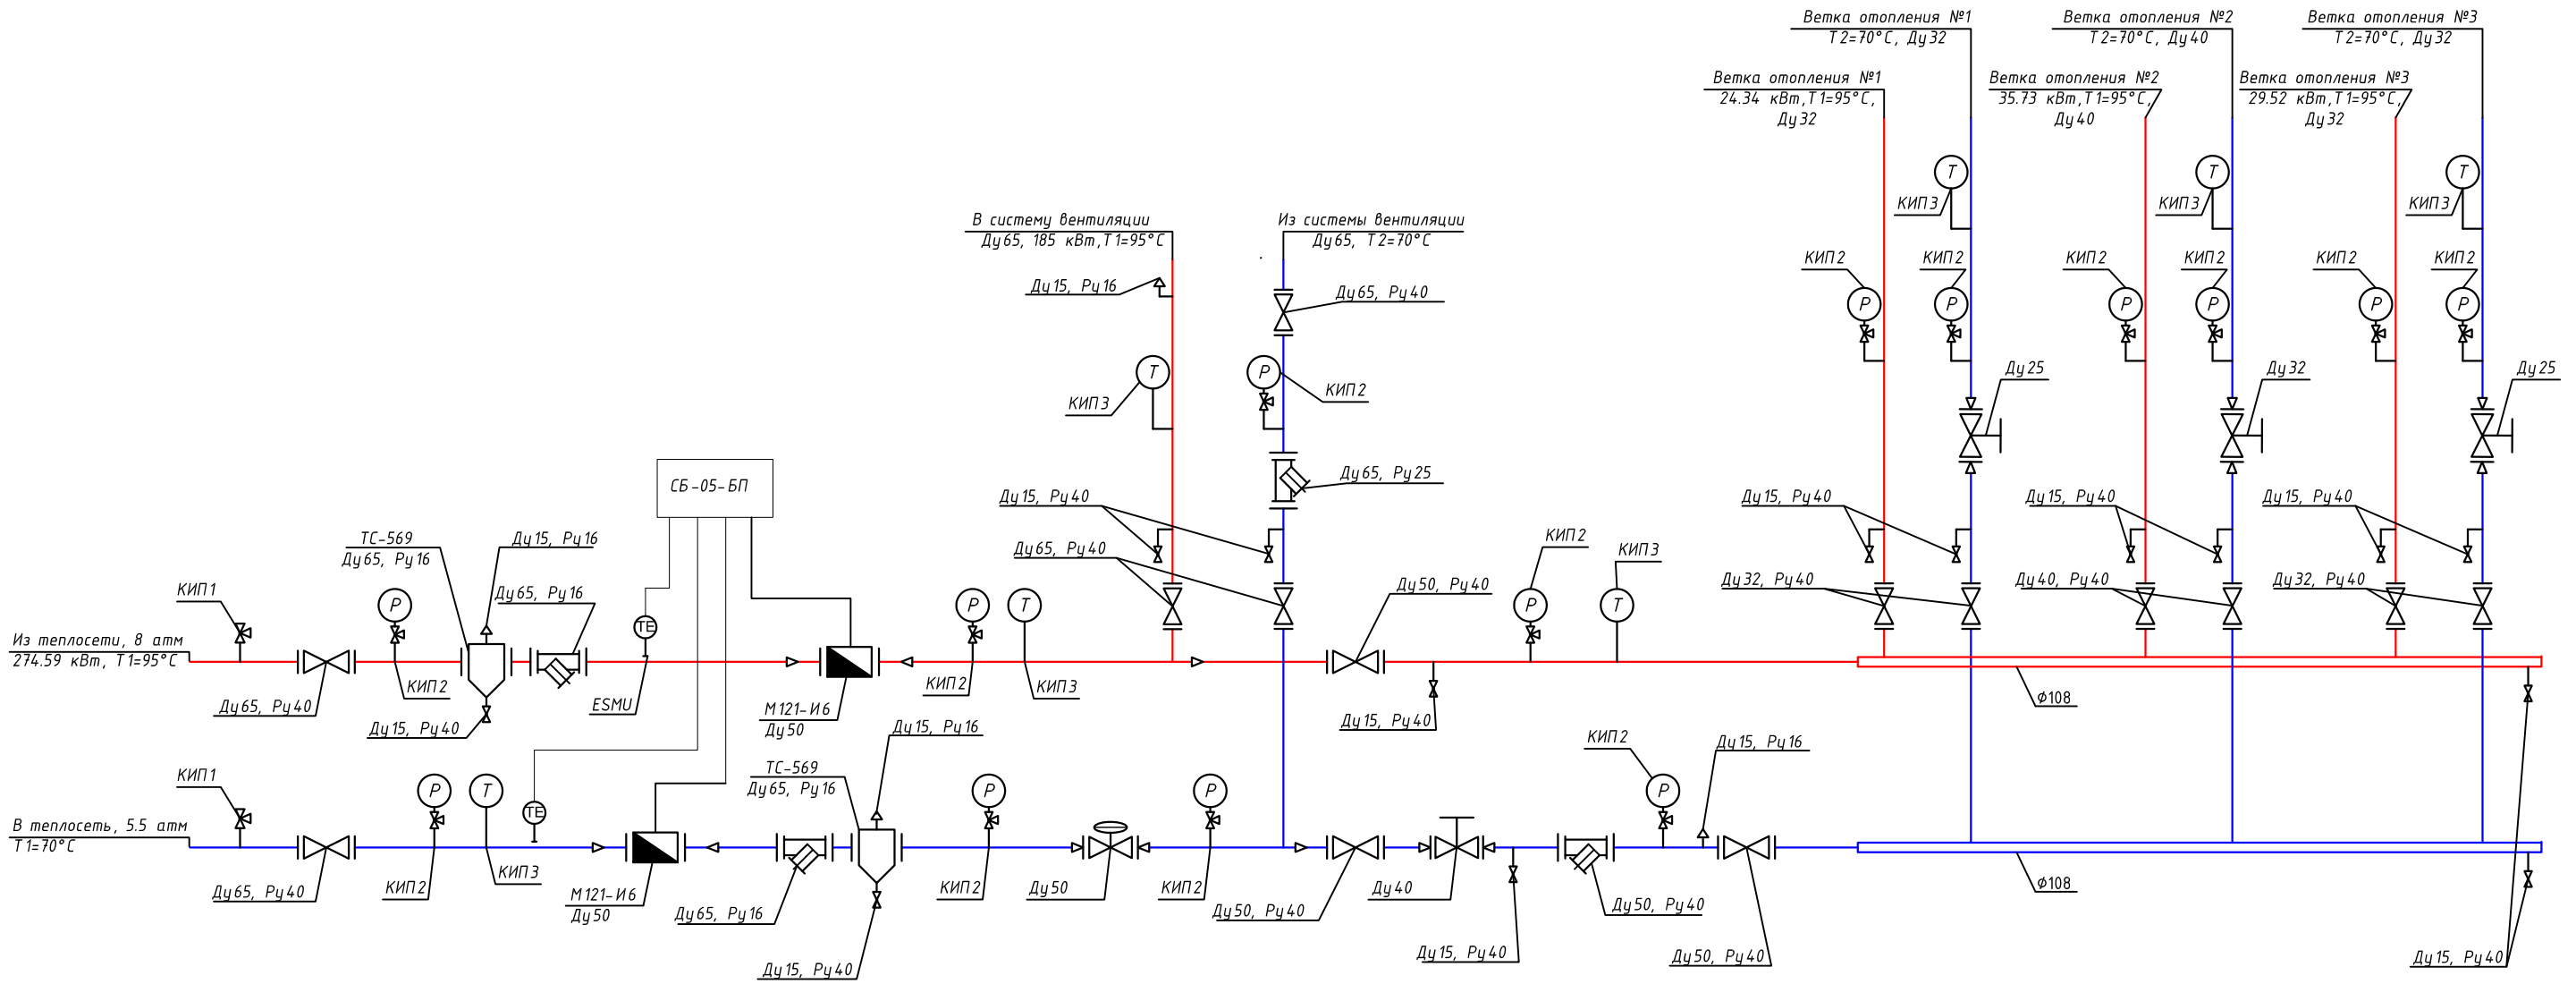 Ветка отопления №1
Т2=70°С, Ду32
Ветка отопления №2
Т2=70°С, Ду40
Ветка отопления №3
Т2=70°С, Ду32
Ветка отопления №1
24.34 кВт,Т1=95°С,
Ду32
Ветка отопления №2
35.73 кВт,Т1=95°С,
Ду40
Ветка отопления №3
29.52 кВт,Т1=95°С,
Ду32
Т
Т
Т
КИП3
КИП3
КИП3
В систему вентиляции
Ду65, 185 кВт,Т1=95°С
Из системы вентиляции
Ду65, Т2=70°С
КИП2
КИП2
КИП2
КИП2
КИП2
КИП2
Ду15, Ру16
Ду65, Ру40
Р
Р
Р
Р
Р
Р
Т
Р
КИП3
КИП2
Ду25
Ду32
Ду25
СБ-05-БП
Ду65, Ру25
Ду15, Ру40
Ду15, Ру40
Ду15, Ру40
Ду15, Ру40
ТС-569
Ду65, Ру16
Ду15, Ру16
Ду65, Ру40
КИП2
КИП3
КИП1
Ду65, Ру16
Ду50, Ру40
Ду32, Ру40
Ду40, Ру40
Ду32, Ру40
Р
ТЕ
Р
Т
Р
Т
Из теплосети, 8 атм
274.59 кВт, Т1=95°С
КИП2
ESMU
КИП2
КИП3
Ду65, Ру40
Ду15, Ру40
М121-И6
Ду50
Ду15, Ру40
ф108
Ду15, Ру16
КИП2
Ду15, Ру16
КИП1
ТС-569
Ду65, Ру16
Р
Т
ТЕ
Р
Р
Р
В теплосеть, 5.5 атм
Т1=70°С
КИП2
КИП3
Ду65, Ру40
М121-И6
Ду50
Ду65, Ру16
КИП2
Ду50
КИП2
Ду40
Ду50, Ру40
Ду50, Ру40
ф108
Ду15, Ру40
Ду15, Ру40
Ду50, Ру40
Ду15, Ру40